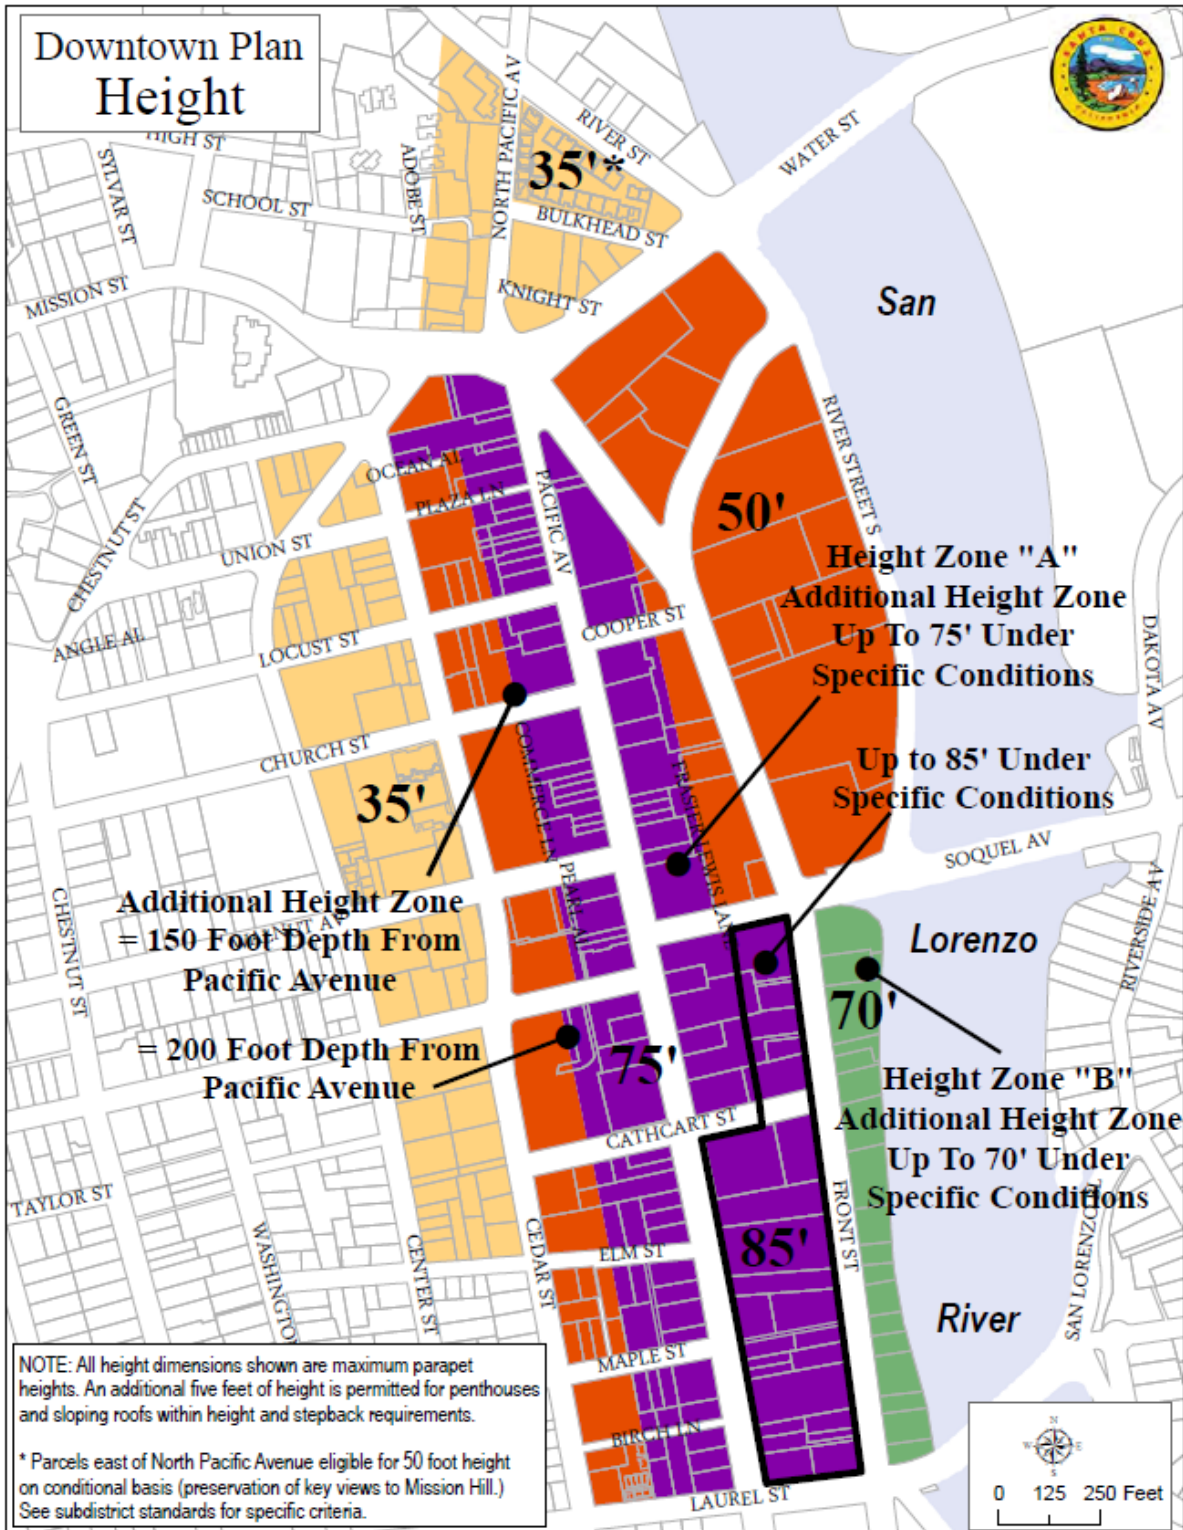 Downtown Plan
Height
SANTA CRUZ
CALIFORNIA
HIGH ST
SYLVAR ST
SCHOOL ST
ADOBE ST
NORTH PACIFIC AV
RIVER ST
35'*
BULKHEAD ST
WATER ST
KNIGHT ST
MISSION ST
San
GREEN ST
OCEAN AL
PLAZA LN
PACIFIC AV
RIVER STREET S
50'
CHESTNUT ST
UNION ST
Height Zone "A"
Additional Height Zone
Up To 75' Under
Specific Conditions
ANGLE AL
LOCUST ST
COOPER ST
DAKOTA AV
CHURCH ST
COMMERCE LN
FRASIER LEWIS LANE
Up to 85' Under
Specific Conditions
35'
SOQUEL AV
CHESTNUT ST
PEARL AL
RIVERSIDE AV
Additional Height Zone
= 150 Foot Depth From
Pacific Avenue
WALNUT AV
Lorenzo
70'
= 200 Foot Depth From
Pacific Avenue
75'
Height Zone "B"
Additional Height Zone
Up To 70' Under
Specific Conditions
CATHCART ST
TAYLOR ST
WASHINGTON
CENTER ST
CEDAR ST
ELM ST
85'
FRONT ST
SAN LORENZO
River
MAPLE ST
BIRCH LN
LAUREL ST
NOTE: All height dimensions shown are maximum parapet
heights. An additional five feet of height is permitted for penthouses
and sloping roofs within height and stepback requirements.
* Parcels east of North Pacific Avenue eligible for 50 foot height
on conditional basis (preservation of key views to Mission Hill.)
See subdistrict standards for specific criteria.
N
W E
S
0 125 250 Feet